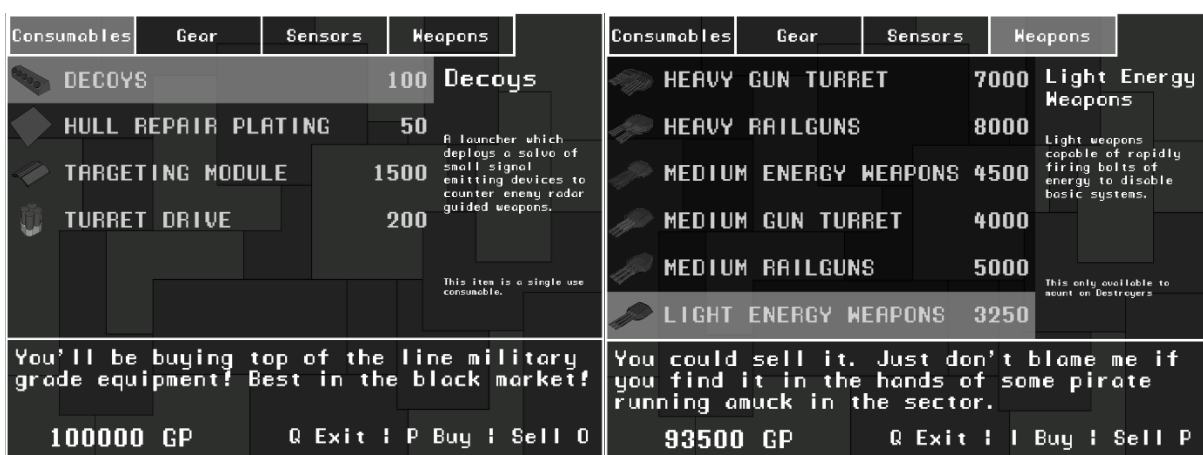 Consumables Gear Sensors Weapons
DECOYS 100
HULL REPAIR PLATING 50
TARGETING MODULE 1500
TURRET DRIVE 200
Decoys
A launcher which
deploys a salvo of
small signal
emitting devices to
counter enemy radar
guided weapons.
This item is a single use
consumable.
You'll be buying top of the line military
grade equipment! Best in the black market!
100000 GP Q Exit | P Buy | Sell O
Consumables Gear Sensors Weapons
HEAVY GUN TURRET 7000
HEAVY RAILGUNS 8000
MEDIUM ENERGY WEAPONS 4500
MEDIUM GUN TURRET 4000
MEDIUM RAILGUNS 5000
LIGHT ENERGY WEAPONS 3250
Light Energy
Weapons
Light weapons
capable of rapidly
firing bolts of
energy to disable
basic systems.
This only available to
mount on Destroyers
You could sell it. Just don't blame me if
you find it in the hands of some pirate
running amuck in the sector.
93500 GP Q Exit | I Buy | Sell P